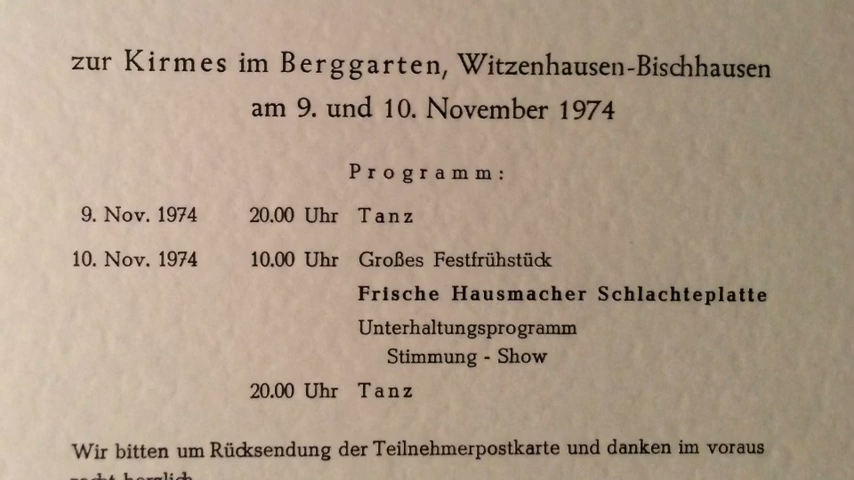 zur Kirmes im Berggarten, Witzenhausen-Bischhausen
am 9. und 10. November 1974
Programm:
9. Nov. 1974 20.00 Uhr Tanz
10. Nov. 1974 10.00 Uhr Großes Festfrühstück
Frische Hausmacher Schlachteplatte
Unterhaltungsprogramm
Stimmung - Show
20.00 Uhr Tanz
Wir bitten um Rücksendung der Teilnehmerpostkarte und danken im voraus
recht herzlich